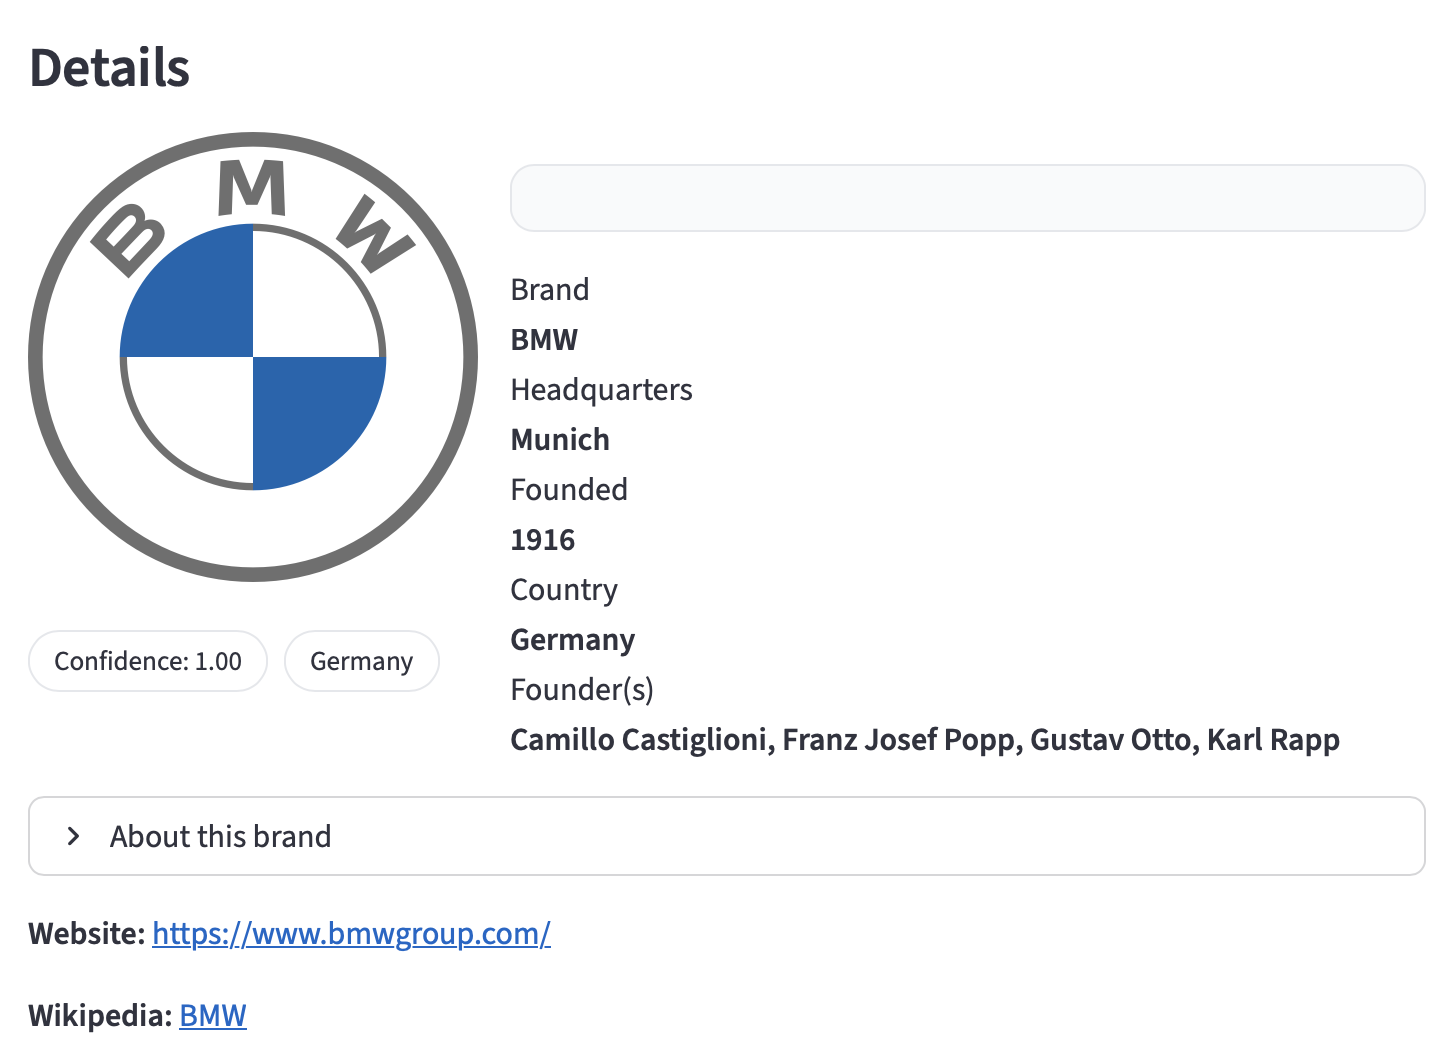 Details
BMW
Brand
BMW
Headquarters
Munich
Founded
1916
Country
Germany
Founder(s)
Camillo Castiglioni, Franz Josef Popp, Gustav Otto, Karl Rapp
Confidence: 1.00
Germany
About this brand
Website: https://www.bmwgroup.com/
Wikipedia: BMW